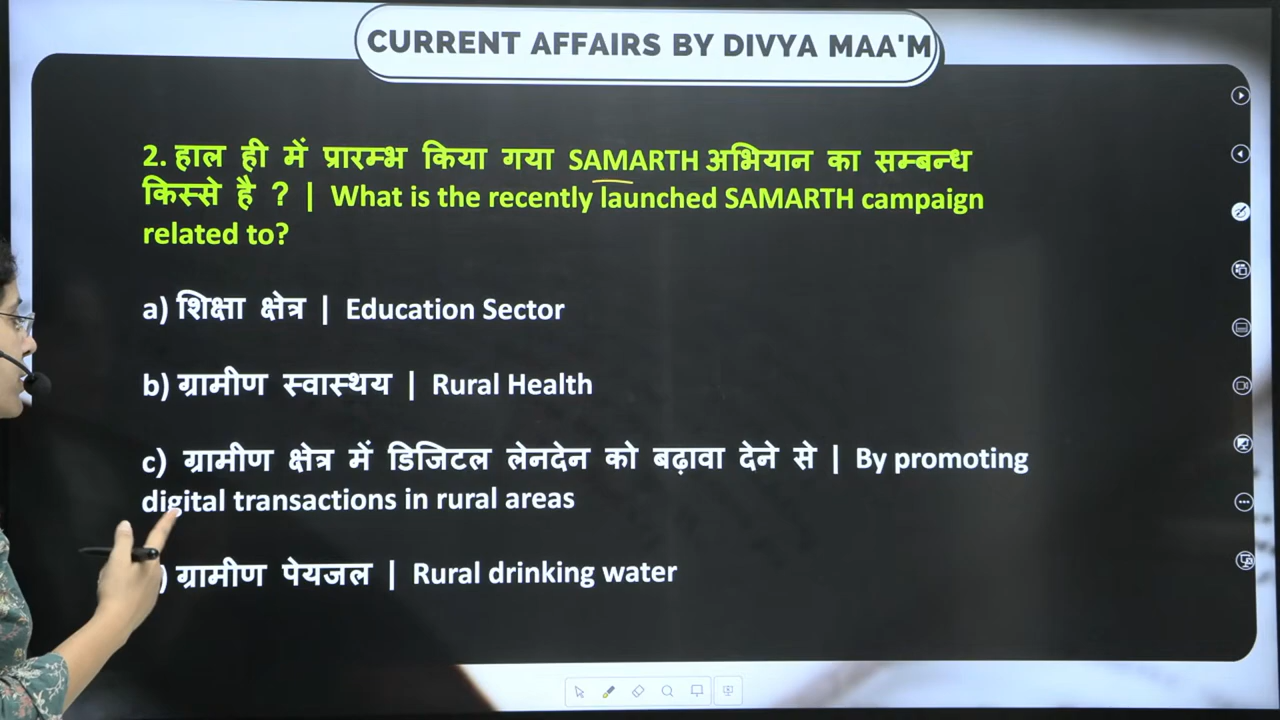 CURRENT AFFAIRS BY DIVYA MAA'M
2. हाल ही में प्रारम्भ किया गया SAMARTH अभियान का सम्बन्ध
किस्से है ? | What is the recently launched SAMARTH campaign
related to?
a) शिक्षा क्षेत्र | Education Sector
b) ग्रामीण स्वास्थय | Rural Health
c) ग्रामीण क्षेत्र में डिजिटल लेनदेन को बढ़ावा देने से | By promoting
digital transactions in rural areas
) ग्रामीण पेयजल | Rural drinking water